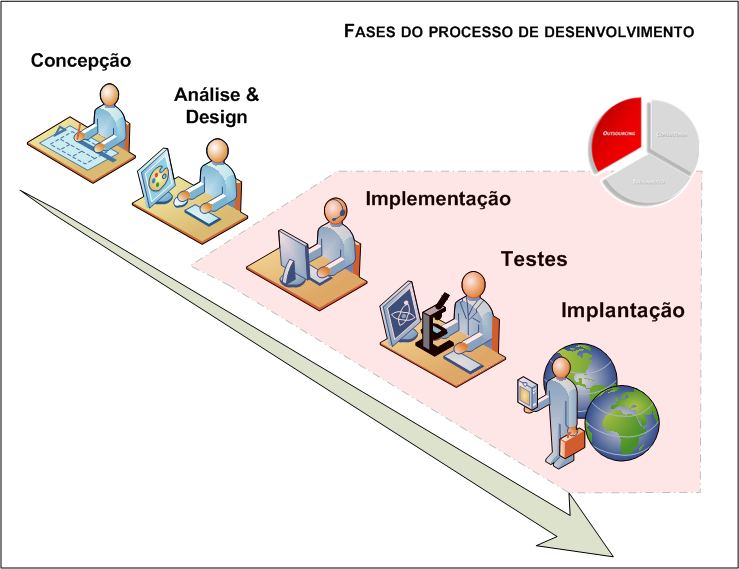 FASES DO PROCESSO DE DESENVOLVIMENTO
Concepção
Análise &
Design
OUTSOURCING
Implementação
Testes
Implantação